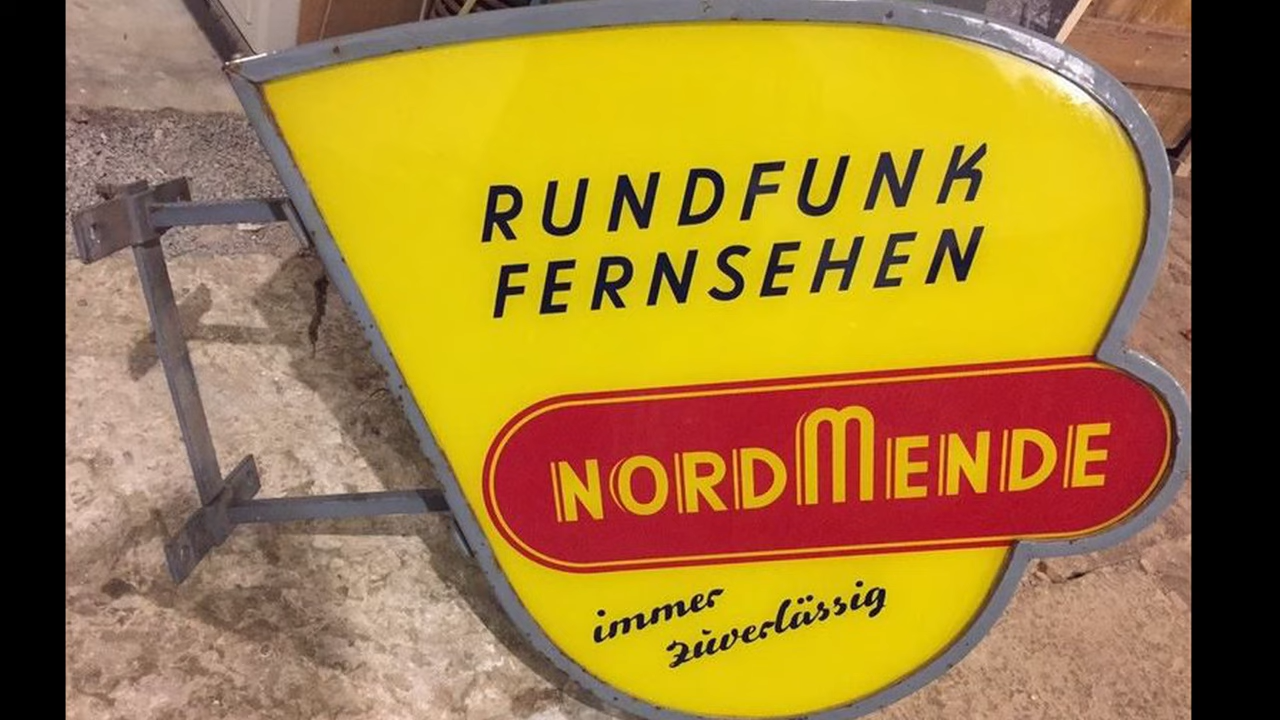 RUNDFUNK
FERNSEHEN
NORDMENDE
immer
zuverlässig